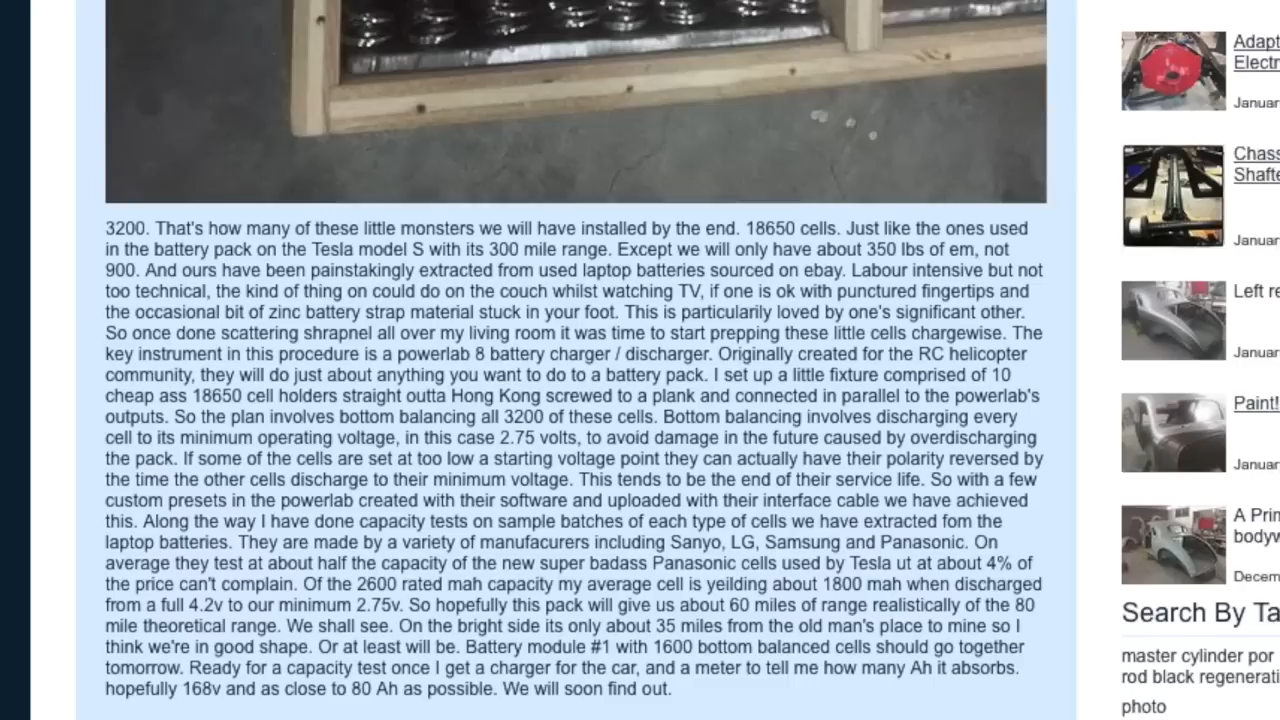 3200. That's how many of these little monsters we will have installed by the end. 18650 cells. Just like the ones used
in the battery pack on the Tesla model S with its 300 mile range. Except we will only have about 350 lbs of em, not
900. And ours have been painstakingly extracted from used laptop batteries sourced on ebay. Labour intensive but not
too technical, the kind of thing on could do on the couch whilst watching TV, if one is ok with punctured fingertips and
the occasional bit of zinc battery strap material stuck in your foot. This is particularly loved by one's significant other.
So once done scattering shrapnel all over my living room it was time to start prepping these little cells chargewise. The
key instrument in this procedure is a powerlab 8 battery charger / discharger. Originally created for the RC helicopter
community, they will do just about anything you want to do to a battery pack. I set up a little fixture comprised of 10
cheap ass 18650 cell holders straight outta Hong Kong screwed to a plank and connected in parallel to the powerlab's
outputs. So the plan involves bottom balancing all 3200 of these cells. Bottom balancing involves discharging every
cell to its minimum operating voltage, in this case 2.75 volts, to avoid damage in the future caused by overdischarging
the pack. If some of the cells are set at too low a starting voltage point they can actually have their polarity reversed by
the time the other cells discharge to their minimum voltage. This tends to be the end of their service life. So with a few
custom presets in the powerlab created with their software and uploaded with their interface cable we have achieved
this. Along the way I have done capacity tests on sample batches of each type of cells we have extracted fom the
laptop batteries. They are made by a variety of manufacurers including Sanyo, LG, Samsung and Panasonic. On
average they test at about half the capacity of the new super badass Panasonic cells used by Tesla ut at about 4% of
the price can't complain. Of the 2600 rated mah capacity my average cell is yeilding about 1800 mah when discharged
from a full 4.2v to our minimum 2.75v. So hopefully this pack will give us about 60 miles of range realistically of the 80
mile theoretical range. We shall see. On the bright side its only about 35 miles from the old man's place to mine so I
think we're in good shape. Or at least will be. Battery module #1 with 1600 bottom balanced cells should go together
tomorrow. Ready for a capacity test once I get a charger for the car, and a meter to tell me how many Ah it absorbs.
hopefully 168v and as close to 80 Ah as possible. We will soon find out.
Adapt
Electr
Januar
Chass
Shafte
Januar
Left re
Januar
Paint!
Januar
A Prin
bodyw
Decem
Search By Ta
master cylinder por
rod black regenerati
photo